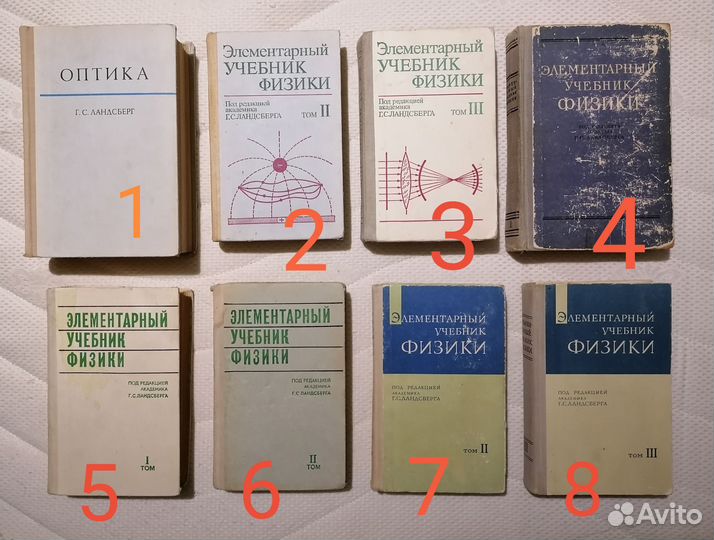 ОПТИКА
Г. С. ЛАНДСБЕРГ
1
Элементарный
УЧЕБНИК
ФИЗИКИ
Под редакцией
академика
Г.С.ЛАНДСБЕРГА
ТОМ II
2
Элементарный
УЧЕБНИК
ФИЗИКИ
Под редакцией
академика
Г.С.ЛАНДСБЕРГА
ТОМ III
3
ЭЛЕМЕНТАРНЫЙ
УЧЕБНИК
ФИЗИКИ
4
ЭЛЕМЕНТАРНЫЙ
УЧЕБНИК
ФИЗИКИ
ПОД РЕДАКЦИЕЙ
АКАДЕМИКА
Г.С.ЛАНДСБЕРГА
I
ТОМ
5
ЭЛЕМЕНТАРНЫЙ
УЧЕБНИК
ФИЗИКИ
ПОД РЕДАКЦИЕЙ
АКАДЕМИКА
Г.С.ЛАНДСБЕРГА
II
ТОМ
6
ЭЛЕМЕНТАРНЫЙ
УЧЕБНИК
ФИЗИКИ
ПОД РЕДАКЦИЕЙ
АКАДЕМИКА
Г.С.ЛАНДСБЕРГА
ТОМ II
7
ЭЛЕМЕНТАРНЫЙ
УЧЕБНИК
ФИЗИКИ
ПОД РЕДАКЦИЕЙ
АКАДЕМИКА
Г.С.ЛАНДСБЕРГА
ТОМ III
8
Avito